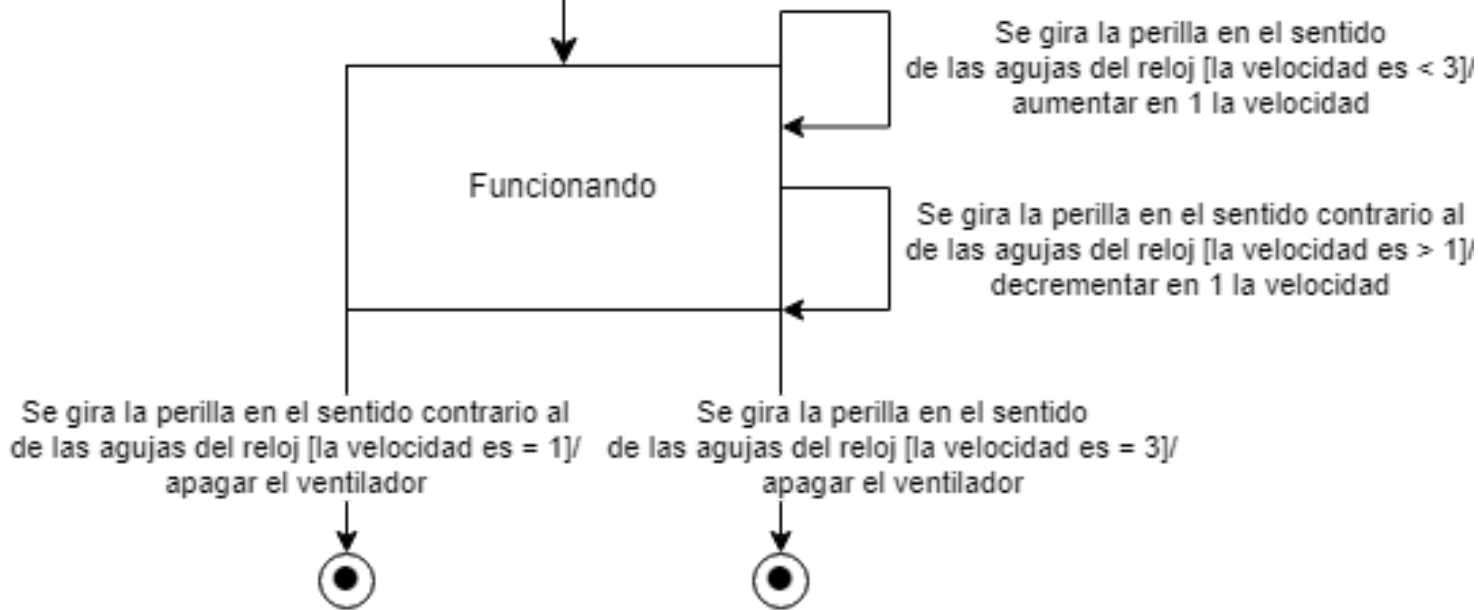 Se gira la perilla en el sentido
de las agujas del reloj [la velocidad es < 3]/
aumentar en 1 la velocidad
Funcionando
Se gira la perilla en el sentido contrario al
de las agujas del reloj [la velocidad es > 1]/
decrementar en 1 la velocidad
Se gira la perilla en el sentido contrario al
de las agujas del reloj [la velocidad es = 1]/
apagar el ventilador
Se gira la perilla en el sentido
de las agujas del reloj [la velocidad es = 3]/
apagar el ventilador